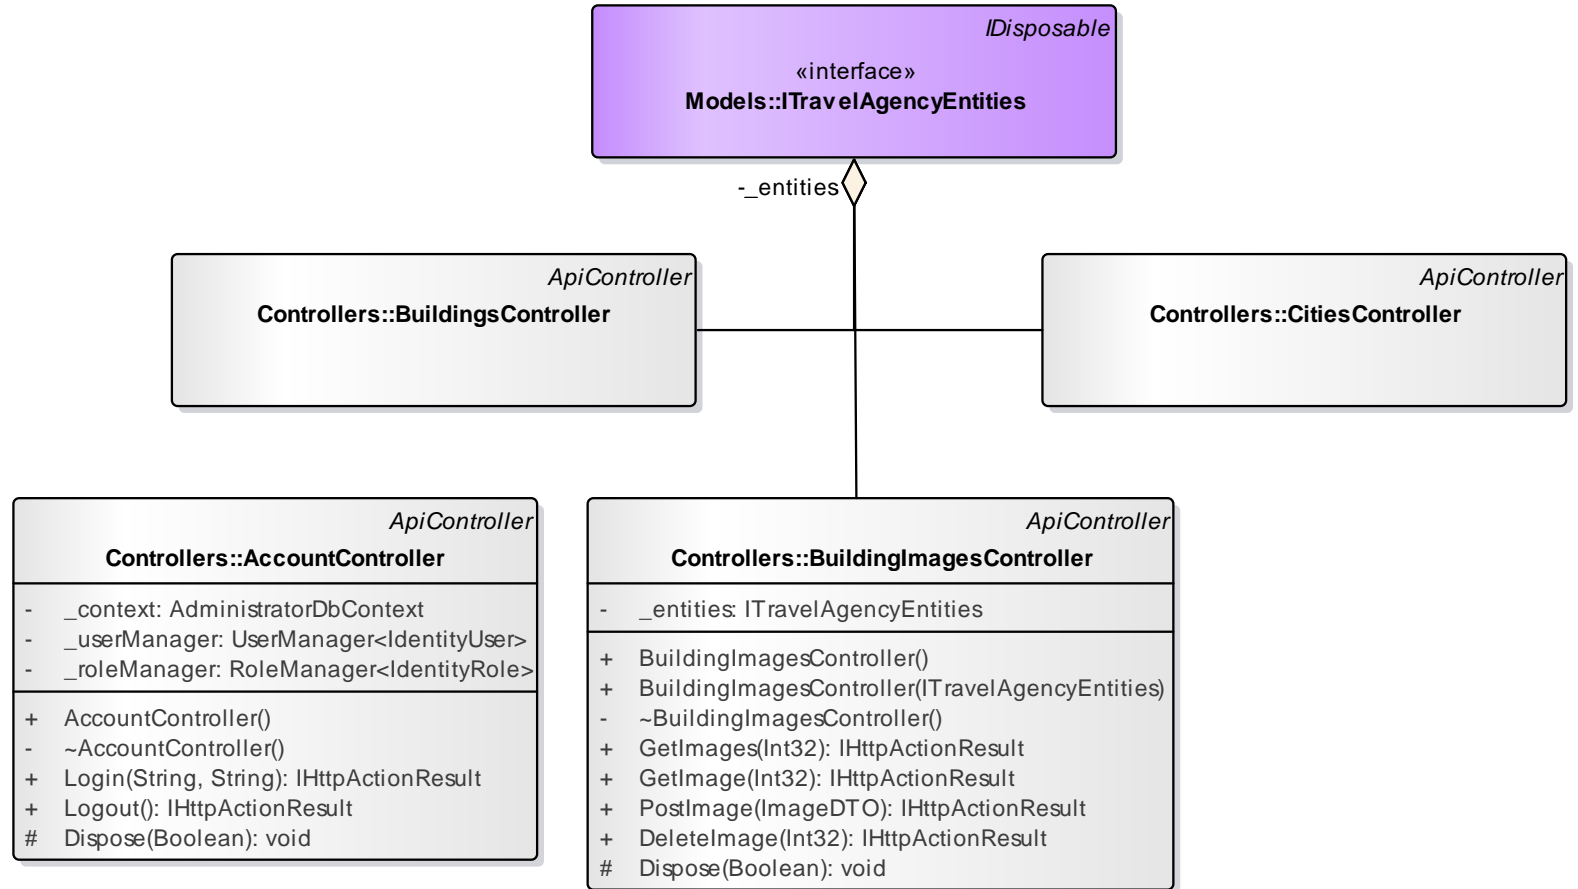 IDisposable
«interface»
Models::ITravelAgencyEntities
-_entities
ApiController
Controllers::BuildingsController
ApiController
Controllers::CitiesController
ApiController
Controllers::AccountController
- _context: AdministratorDbContext
- _userManager: UserManager<IdentityUser>
- _roleManager: RoleManager<IdentityRole>
+ AccountController()
- ~AccountController()
+ Login(String, String): IHttpActionResult
+ Logout(): IHttpActionResult
# Dispose(Boolean): void
ApiController
Controllers::BuildingImagesController
- _entities: ITravelAgencyEntities
+ BuildingImagesController()
+ BuildingImagesController(ITravelAgencyEntities)
- ~BuildingImagesController()
+ GetImages(Int32): IHttpActionResult
+ GetImage(Int32): IHttpActionResult
+ PostImage(ImageDTO): IHttpActionResult
+ DeleteImage(Int32): IHttpActionResult
# Dispose(Boolean): void